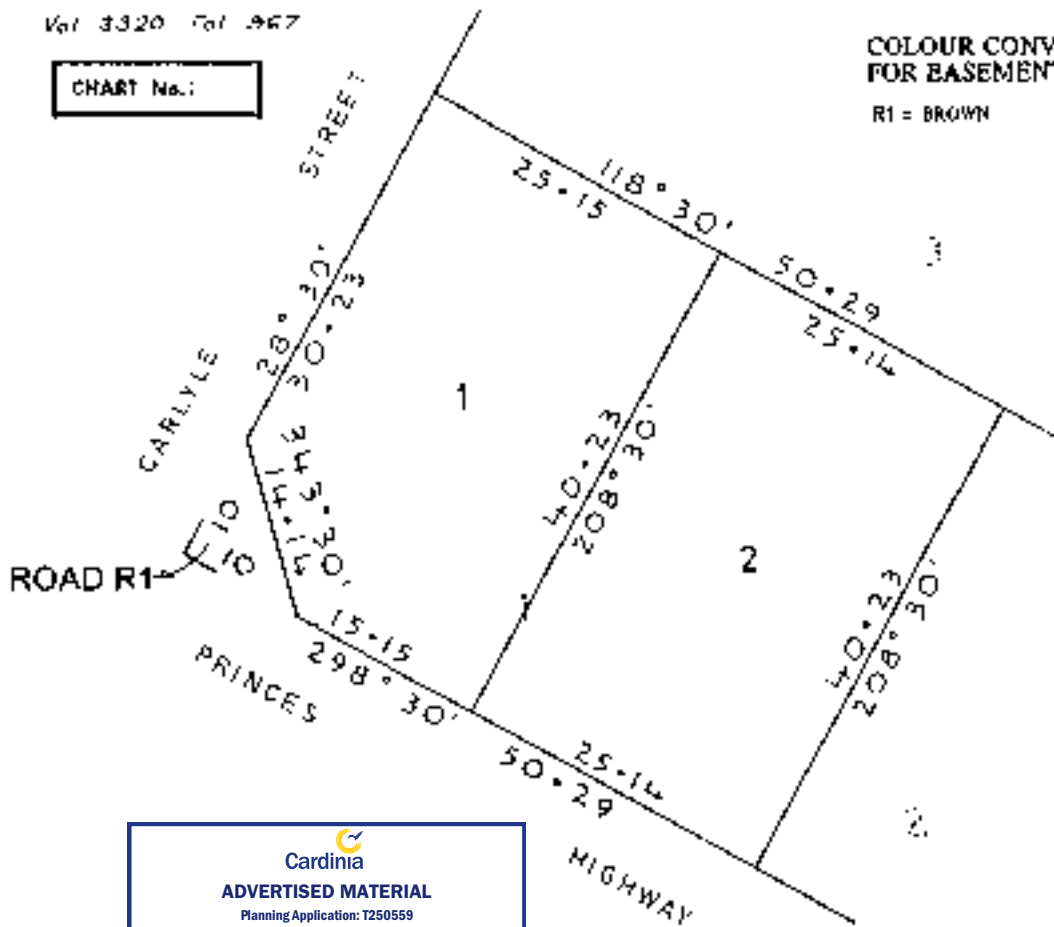 Vol 3320 Fol 967
CHART No.:
COLOUR CONV
FOR EASEMENT
R1 = BROWN
STREET
CARLYLE
28° 30'
30·23
25·15
118° 30'
50·29
25·14
3
1
343·30'
14·14
10
10
ROAD R1
40·23
208° 30'
2
40·23
208° 30'
15·15
298° 30'
PRINCES
25·14
50·29
HIGHWAY
2
Cardinia
ADVERTISED MATERIAL
Planning Application: T250559